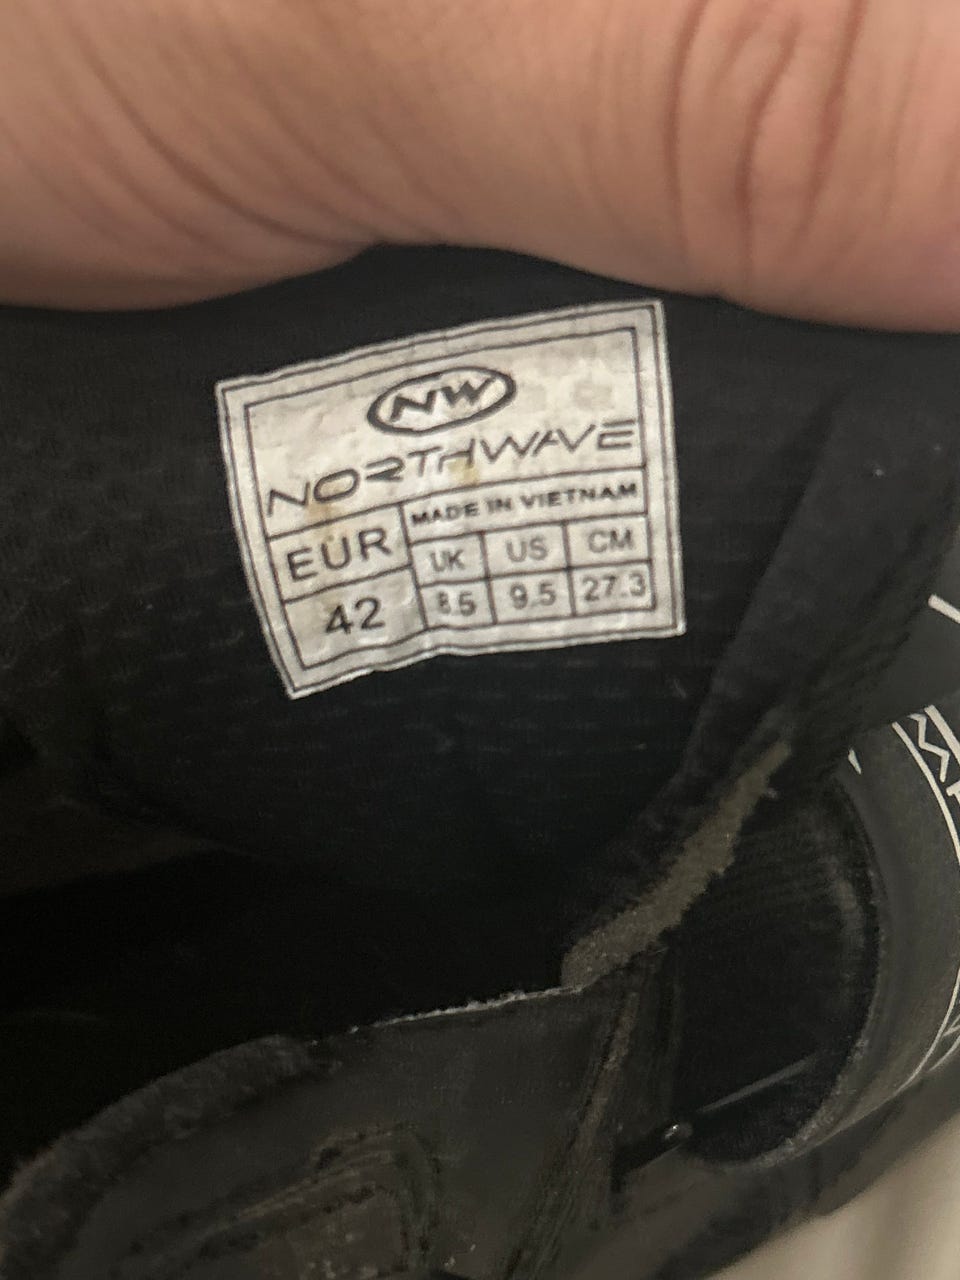 NW
NORTHWAVE
EUR MADE IN VIETNAM
UK US CM
42 8.5 9.5 27.3